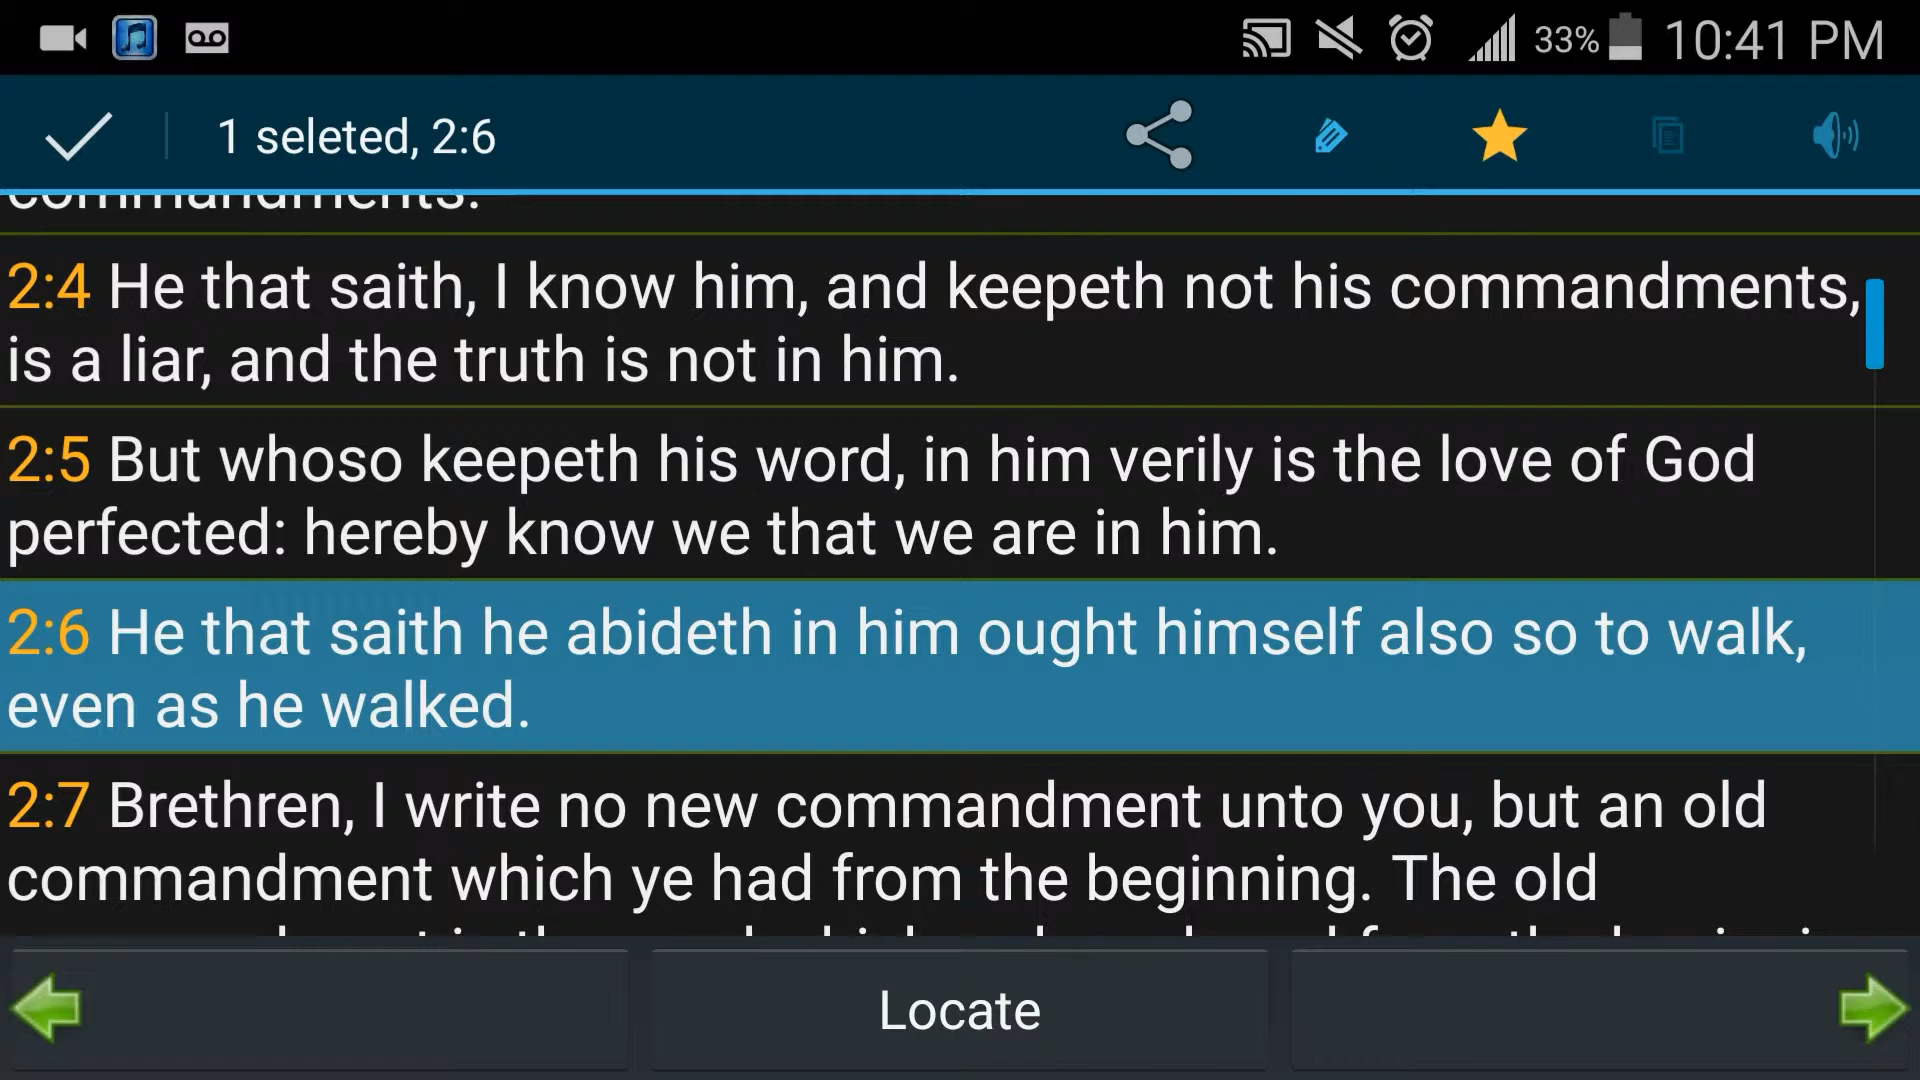 33% 10:41 PM
1 seleted, 2:6
commandments.
2:4 He that saith, I know him, and keepeth not his commandments,
is a liar, and the truth is not in him.
2:5 But whoso keepeth his word, in him verily is the love of God
perfected: hereby know we that we are in him.
2:6 He that saith he abideth in him ought himself also so to walk,
even as he walked.
2:7 Brethren, I write no new commandment unto you, but an old
commandment which ye had from the beginning. The old
Locate